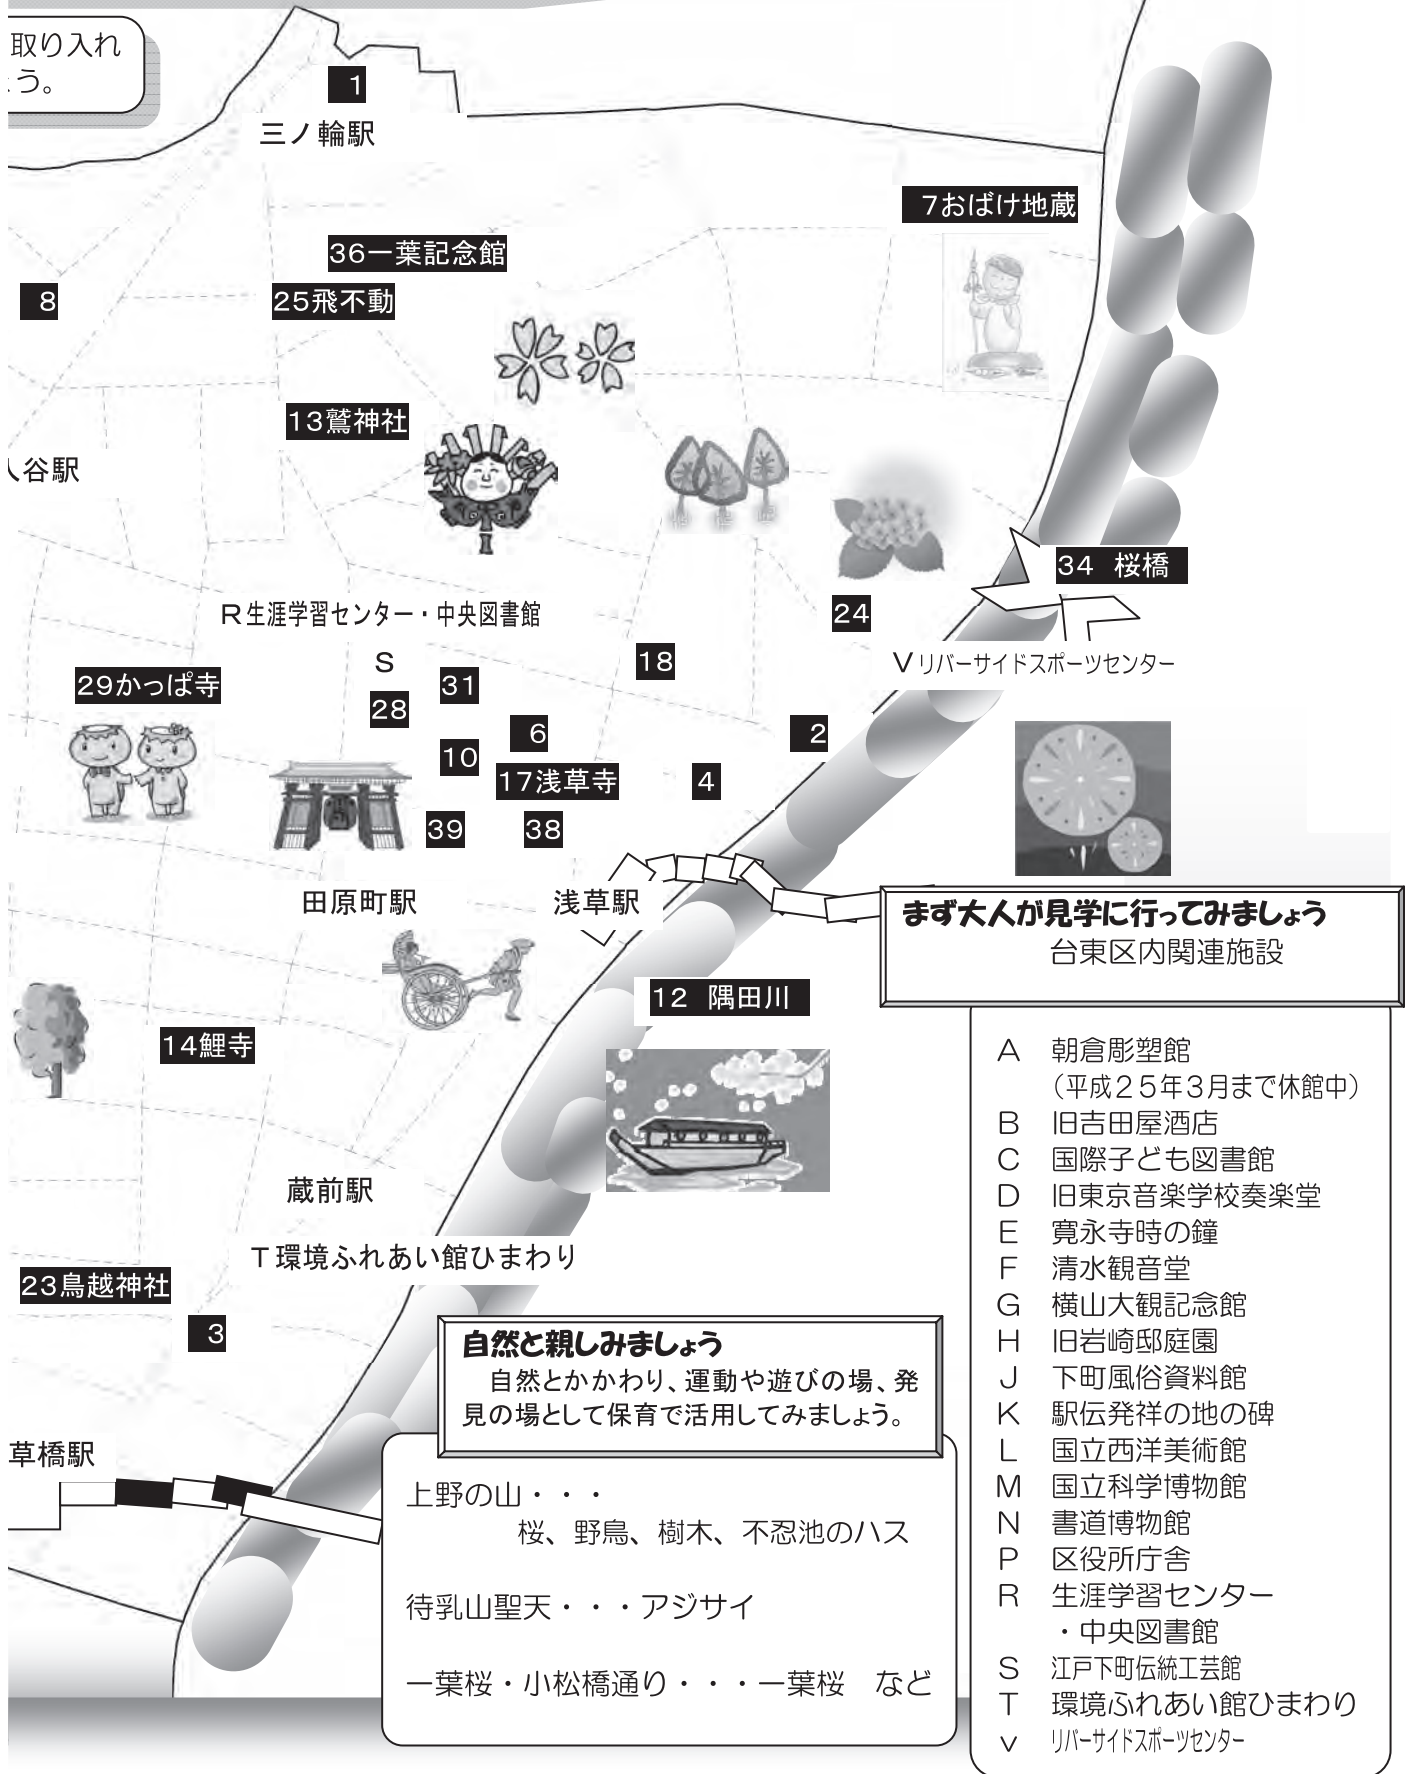 取り入れ
う。
1
三ノ輪駅
7おばけ地蔵
36一葉記念館
8
25飛不動
13鷲神社
入谷駅
34 桜橋
R生涯学習センター・中央図書館
24
S
18
Vリバーサイドスポーツセンター
29かっぱ寺
31
28
6
2
10
17浅草寺
4
39
38
田原町駅
浅草駅
12 隅田川
14鯉寺
蔵前駅
T環境ふれあい館ひまわり
23鳥越神社
3
草橋駅
まず大人が見学に行ってみましょう
台東区内関連施設
A 朝倉彫塑館
（平成25年3月まで休館中）
B 旧吉田屋酒店
C 国際子ども図書館
D 旧東京音楽学校奏楽堂
E 寛永寺時の鐘
F 清水観音堂
G 横山大観記念館
H 旧岩崎邸庭園
J 下町風俗資料館
K 駅伝発祥の地の碑
L 国立西洋美術館
M 国立科学博物館
N 書道博物館
P 区役所庁舎
R 生涯学習センター
・中央図書館
S 江戸下町伝統工芸館
T 環境ふれあい館ひまわり
v リバーサイドスポーツセンター
自然と親しみましょう
自然とかかわり、運動や遊びの場、発
見の場として保育で活用してみましょう。
上野の山・・・
桜、野鳥、樹木、不忍池のハス
待乳山聖天・・・アジサイ
一葉桜・小松橋通り・・・一葉桜 など